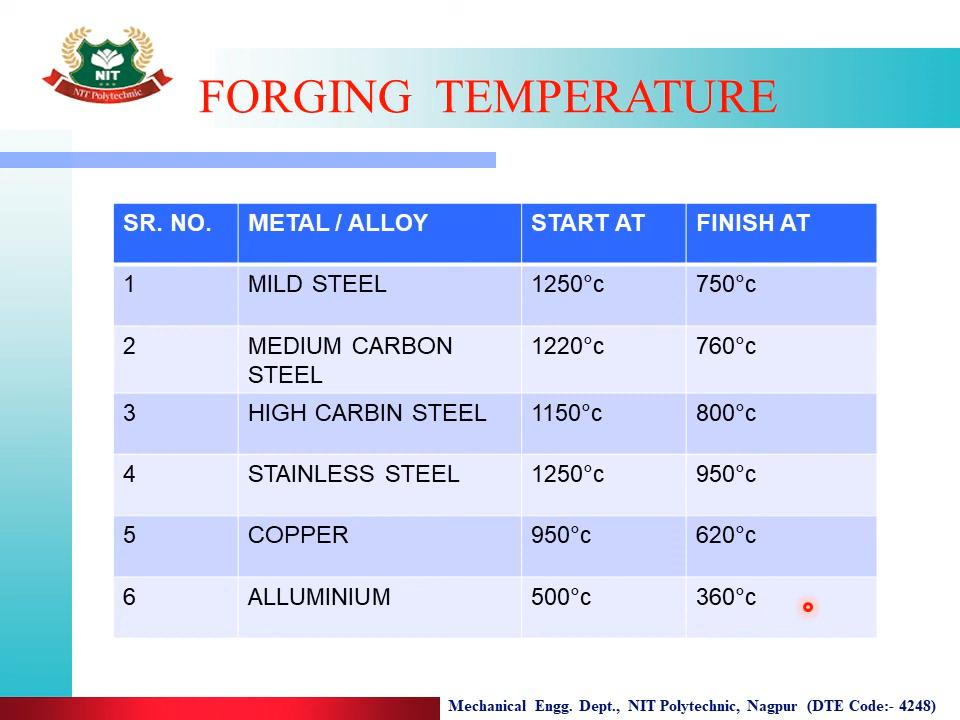 NIT
NIT Polytechnic
FORGING TEMPERATURE
SR. NO. METAL / ALLOY START AT FINISH AT
1 MILD STEEL 1250°c 750°c
2 MEDIUM CARBON 1220°c 760°c
STEEL
3 HIGH CARBIN STEEL 1150°c 800°c
4 STAINLESS STEEL 1250°c 950°c
5 COPPER 950°c 620°c
6 ALLUMINIUM 500°c 360°c
Mechanical Engg. Dept., NIT Polytechnic, Nagpur (DTE Code:- 4248)